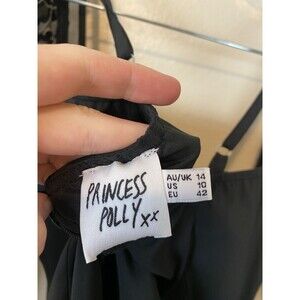 PRINCESS
POLLY xx
AU/UK 14
US 10
EU 42